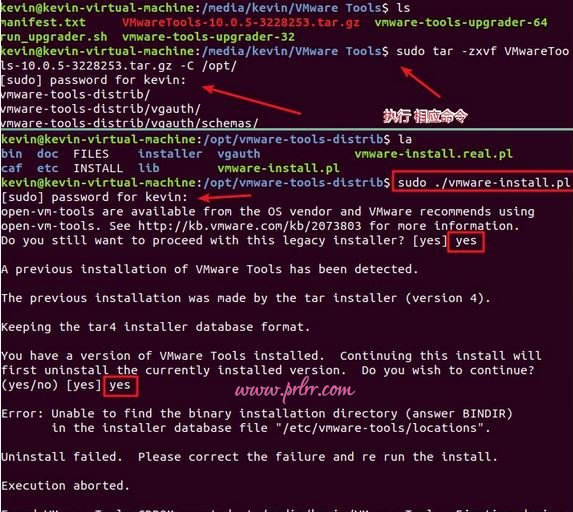 kevin@kevin-virtual-machine:/media/kevin/VMware Tools$ ls
manifest.txt VMwareTools-10.0.5-3228253.tar.gz vmware-tools-upgrader-64
run_upgrader.sh vmware-tools-upgrader-32
kevin@kevin-virtual-machine:/media/kevin/VMware Tools$ sudo tar -zxvf VMwareToo
ls-10.0.5-3228253.tar.gz -C /opt/
[sudo] password for kevin:
vmware-tools-distrib/
vmware-tools-distrib/vgauth/
执行 相应命令
vmware-tools-distrib/vgauth/schemas/
kevin@kevin-virtual-machine:/opt/vmware-tools-distrib$ la
bin doc FILES installer vgauth vmware-install.real.pl
caf etc INSTALL lib vmware-install.pl
kevin@kevin-virtual-machine:/opt/vmware-tools-distrib$ sudo ./vmware-install.pl
[sudo] password for kevin:
open-vm-tools are available from the OS vendor and VMware recommends using
open-vm-tools. See http://kb.vmware.com/kb/2073803 for more information.
Do you still want to proceed with this legacy installer? [yes] yes
A previous installation of VMware Tools has been detected.
The previous installation was made by the tar installer (version 4).
Keeping the tar4 installer database format.
You have a version of VMware Tools installed. Continuing this install will
first uninstall the currently installed version. Do you wish to continue?
(yes/no) [yes] yes
www.prlrr.com
Error: Unable to find the binary installation directory (answer BINDIR)
in the installer database file "/etc/vmware-tools/locations".
Uninstall failed. Please correct the failure and re run the install.
Execution aborted.